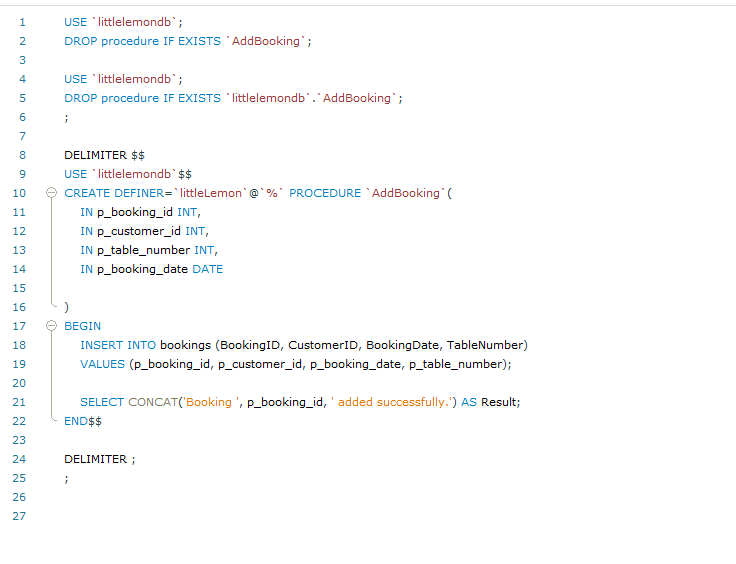 1 USE `littlelemondb`;
2 DROP procedure IF EXISTS `AddBooking`;
3
4 USE `littlelemondb`;
5 DROP procedure IF EXISTS `littlelemondb`.`AddBooking`;
6 ;
7
8 DELIMITER $$
9 USE `littlelemondb`$$
10 CREATE DEFINER=`littleLemon`@`%` PROCEDURE `AddBooking`(
11 IN p_booking_id INT,
12 IN p_customer_id INT,
13 IN p_table_number INT,
14 IN p_booking_date DATE
15
16 )
17 BEGIN
18 INSERT INTO bookings (BookingID, CustomerID, BookingDate, TableNumber)
19 VALUES (p_booking_id, p_customer_id, p_booking_date, p_table_number);
20
21 SELECT CONCAT('Booking ', p_booking_id, ' added successfully.') AS Result;
22 END$$
23
24 DELIMITER ;
25 ;
26
27